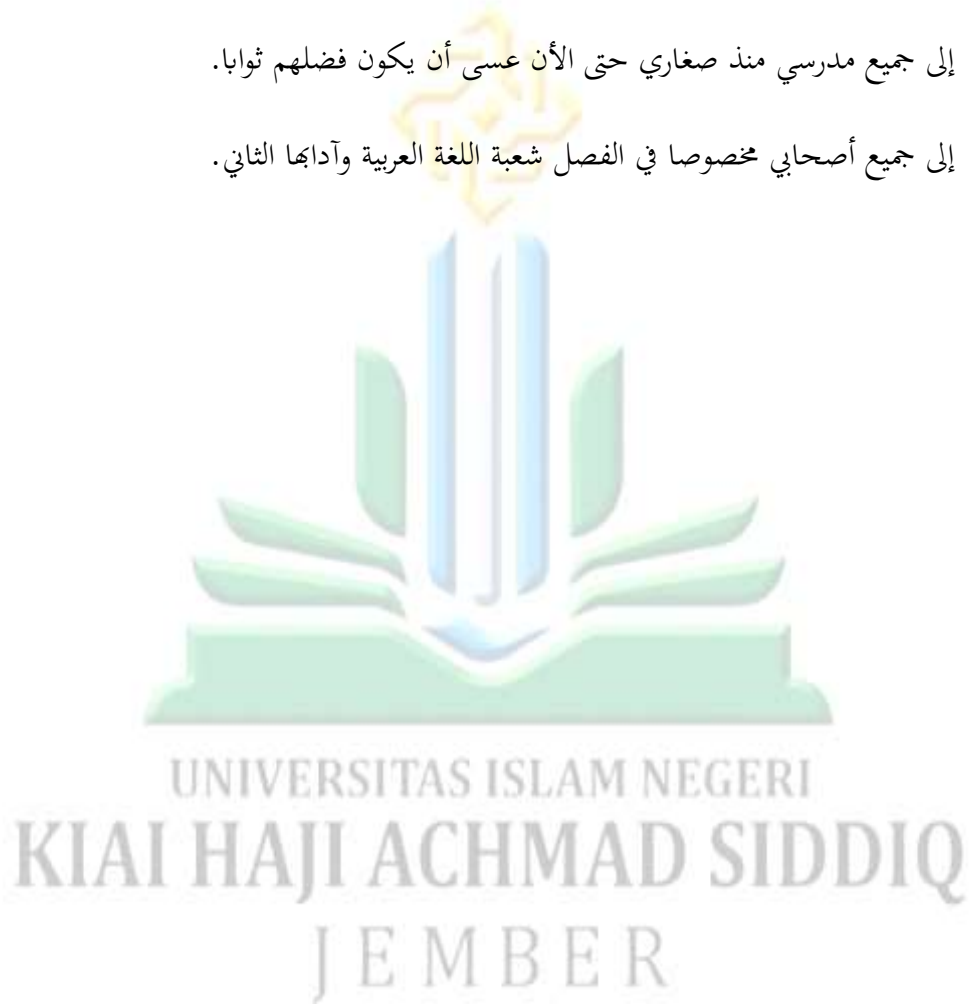 إلى جميع مدرسي منذ صغاري حتى الأن عسى أن يكون فضلهم ثوابا.
إلى جميع أصحابي مخصوصا في الفصل شعبة اللغة العربية وآدابها الثاني.
UNIVERSITAS ISLAM NEGERI
KIAI HAJI ACHMAD SIDDIQ
JEMBER